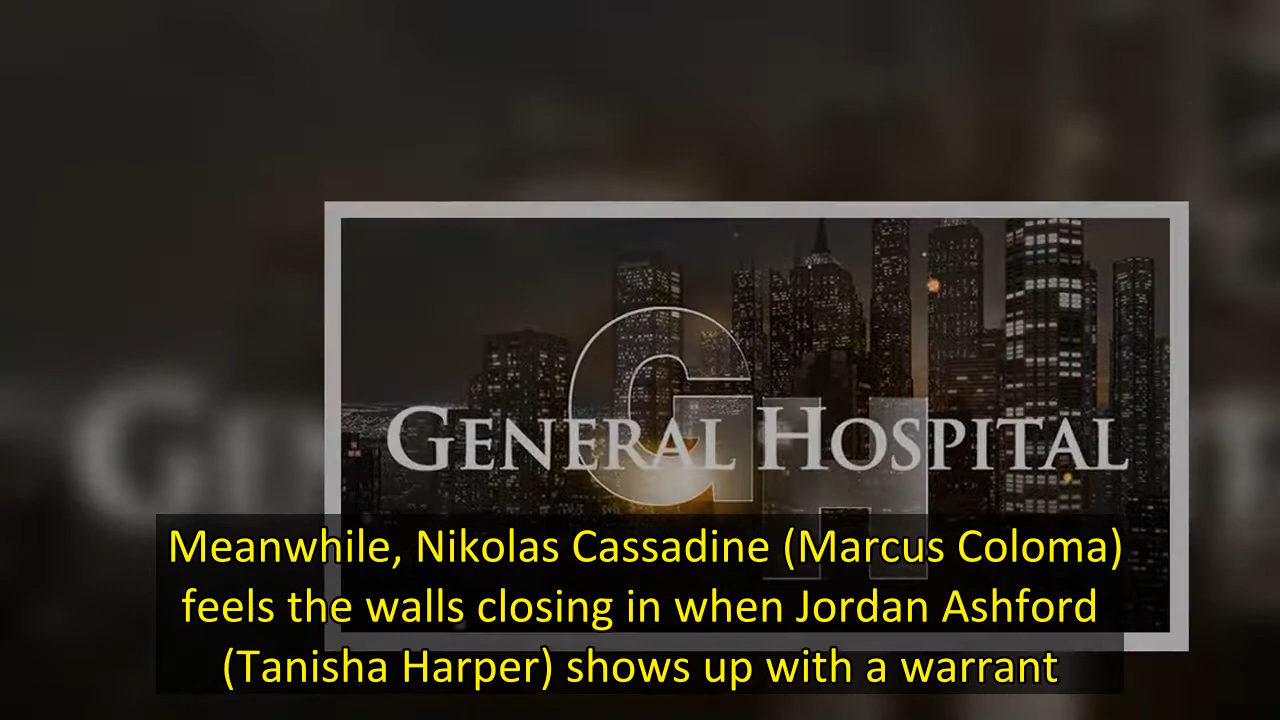 GENERAL HOSPITAL
GH
Meanwhile, Nikolas Cassadine (Marcus Coloma)
feels the walls closing in when Jordan Ashford
(Tanisha Harper) shows up with a warrant